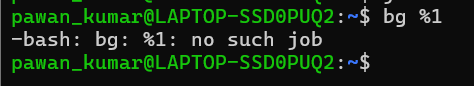 pawan_kumar@LAPTOP-SSD0PUQ2:~$ bg %1
-bash: bg: %1: no such job
pawan_kumar@LAPTOP-SSD0PUQ2:~$